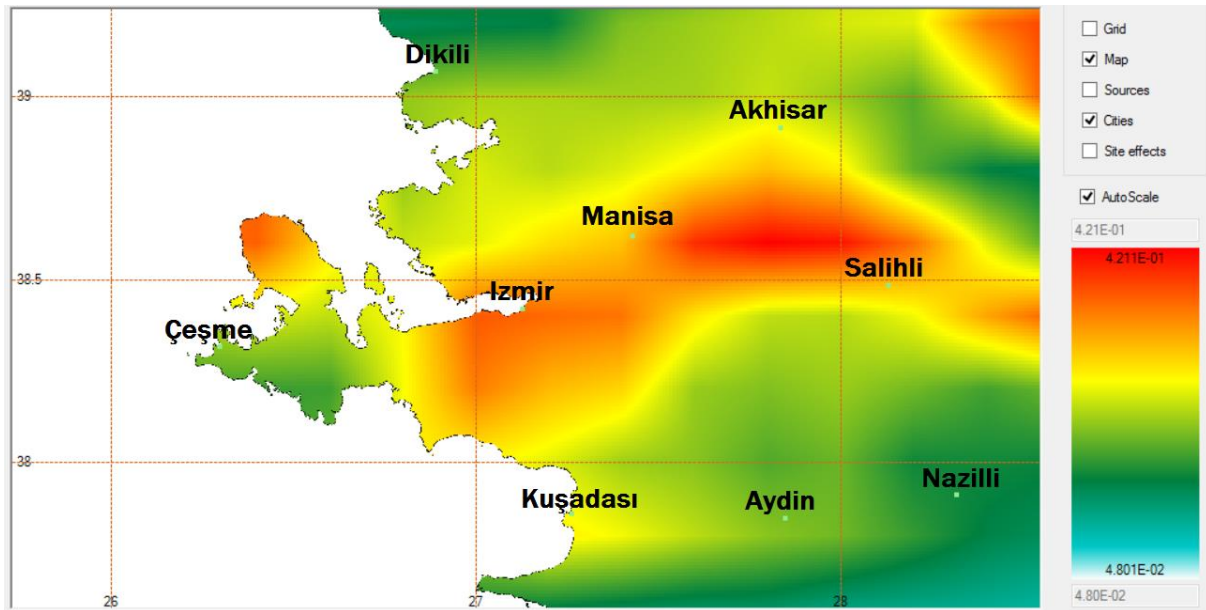 Dikili
39
Akhisar
Manisa
38.5
Salihli
Izmir
Çeşme
38
Kuşadası
Aydin
Nazilli
26
27
28
Grid
Map
Sources
Cities
Site effects
AutoScale
4.21E-01
4.211E-01
4.801E-02
4.80E-02